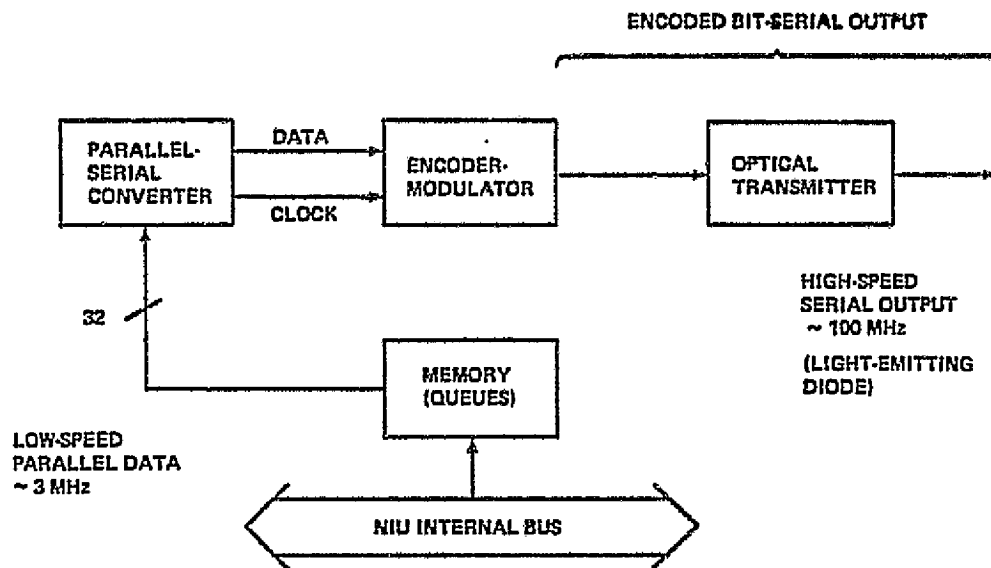 ENCODED BIT-SERIAL OUTPUT
PARALLEL-
SERIAL
CONVERTER
DATA
CLOCK
ENCODER-
MODULATOR
OPTICAL
TRANSMITTER
32
HIGH-SPEED
SERIAL OUTPUT
~ 100 MHz
(LIGHT-EMITTING
DIODE)
MEMORY
(QUEUES)
LOW-SPEED
PARALLEL DATA
~ 3 MHz
NIU INTERNAL BUS